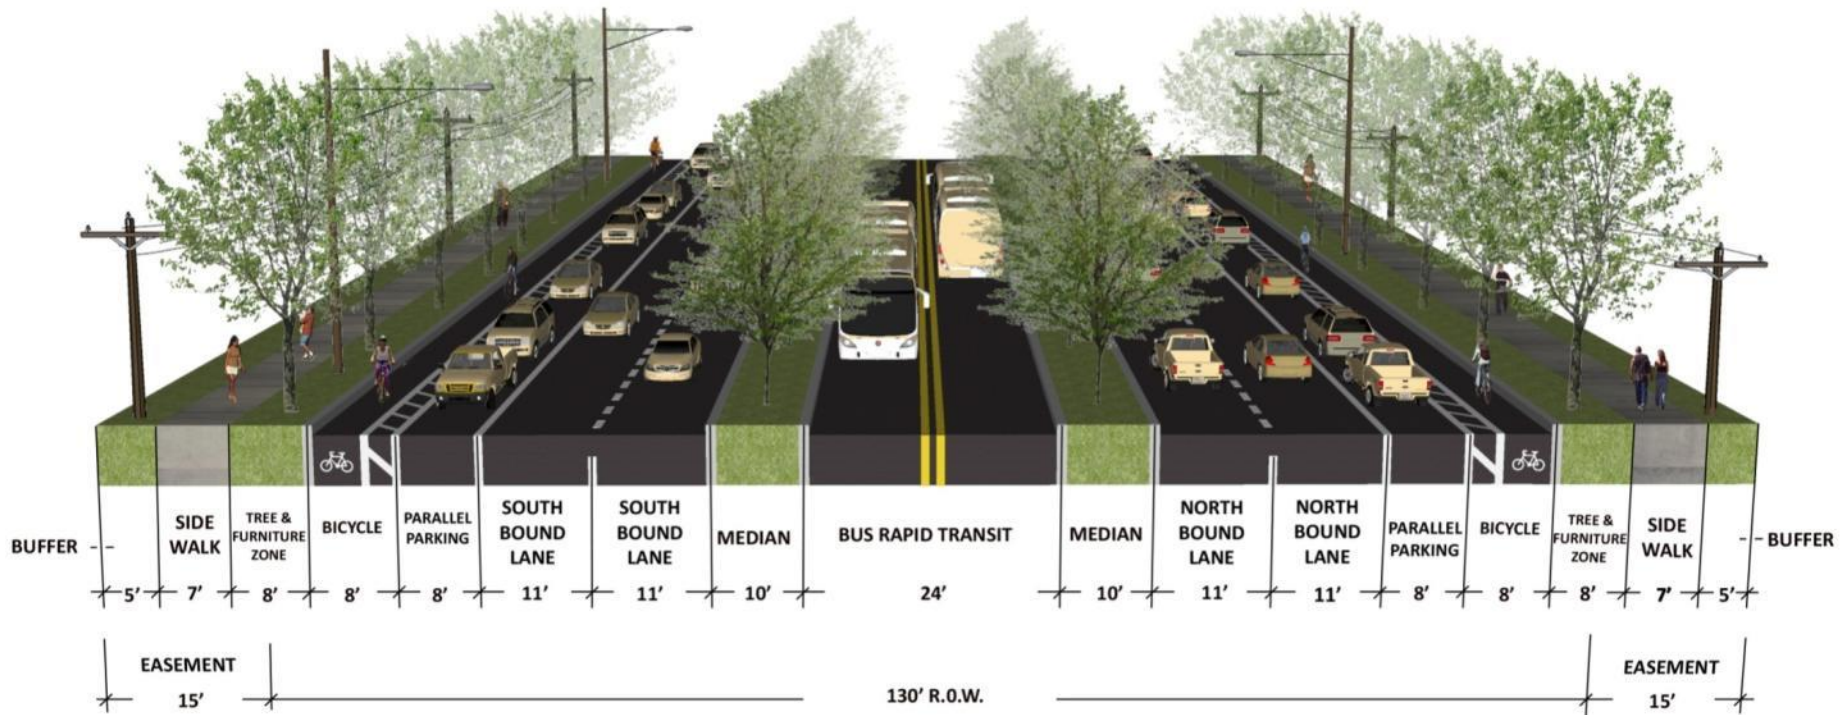 BUFFER
SIDE
WALK
TREE &
FURNITURE
ZONE
BICYCLE
PARALLEL
PARKING
SOUTH
BOUND
LANE
SOUTH
BOUND
LANE
MEDIAN
BUS RAPID TRANSIT
MEDIAN
NORTH
BOUND
LANE
NORTH
BOUND
LANE
PARALLEL
PARKING
BICYCLE
TREE &
FURNITURE
ZONE
SIDE
WALK
BUFFER
5' 7' 8' 8' 8' 11' 11' 10' 24' 10' 11' 11' 8' 8' 8' 7' 5'
EASEMENT
15'
130' R.O.W.
EASEMENT
15'